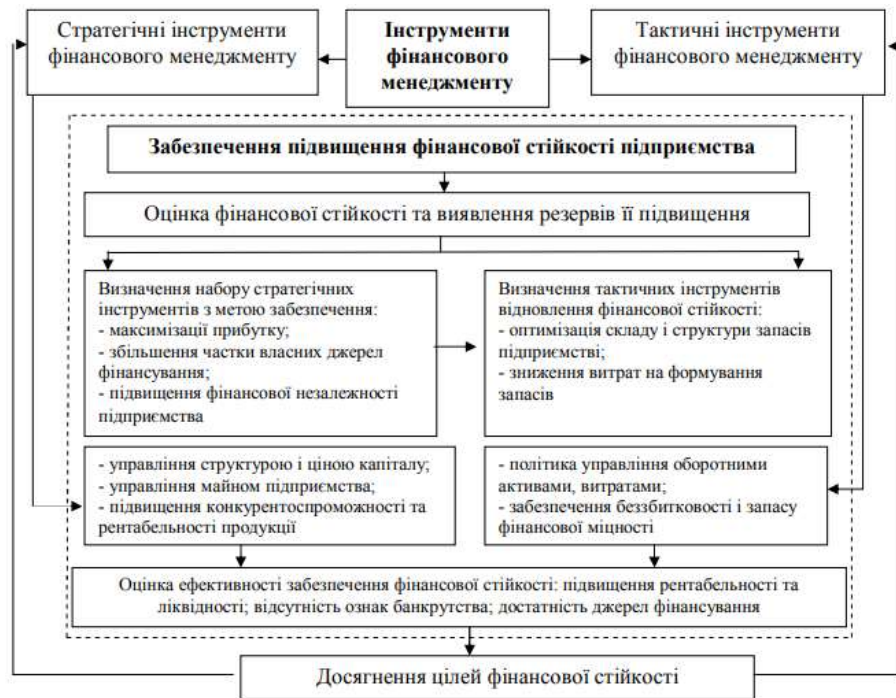 Стратегічні інструменти
фінансового менеджменту
Інструменти
фінансового
менеджменту
Тактичні інструменти
фінансового менеджменту
Забезпечення підвищення фінансової стійкості підприємства
Оцінка фінансової стійкості та виявлення резервів її підвищення
Визначення набору стратегічних
інструментів з метою забезпечення:
- максимізації прибутку;
- збільшення частки власних джерел
фінансування;
- підвищення фінансової незалежності
підприємства
Визначення тактичних інструментів
відновлення фінансової стійкості:
- оптимізація складу і структури запасів
підприємстві;
- зниження витрат на формування
запасів
- управління структурою і ціною капіталу;
- управління майном підприємства;
- підвищення конкурентоспроможності та
рентабельності продукції
- політика управління оборотними
активами, витратами;
- забезпечення беззбитковості і запасу
фінансової міцності
Оцінка ефективності забезпечення фінансової стійкості: підвищення рентабельності та
ліквідності; відсутність ознак банкрутства; достатність джерел фінансування
Досягнення цілей фінансової стійкості